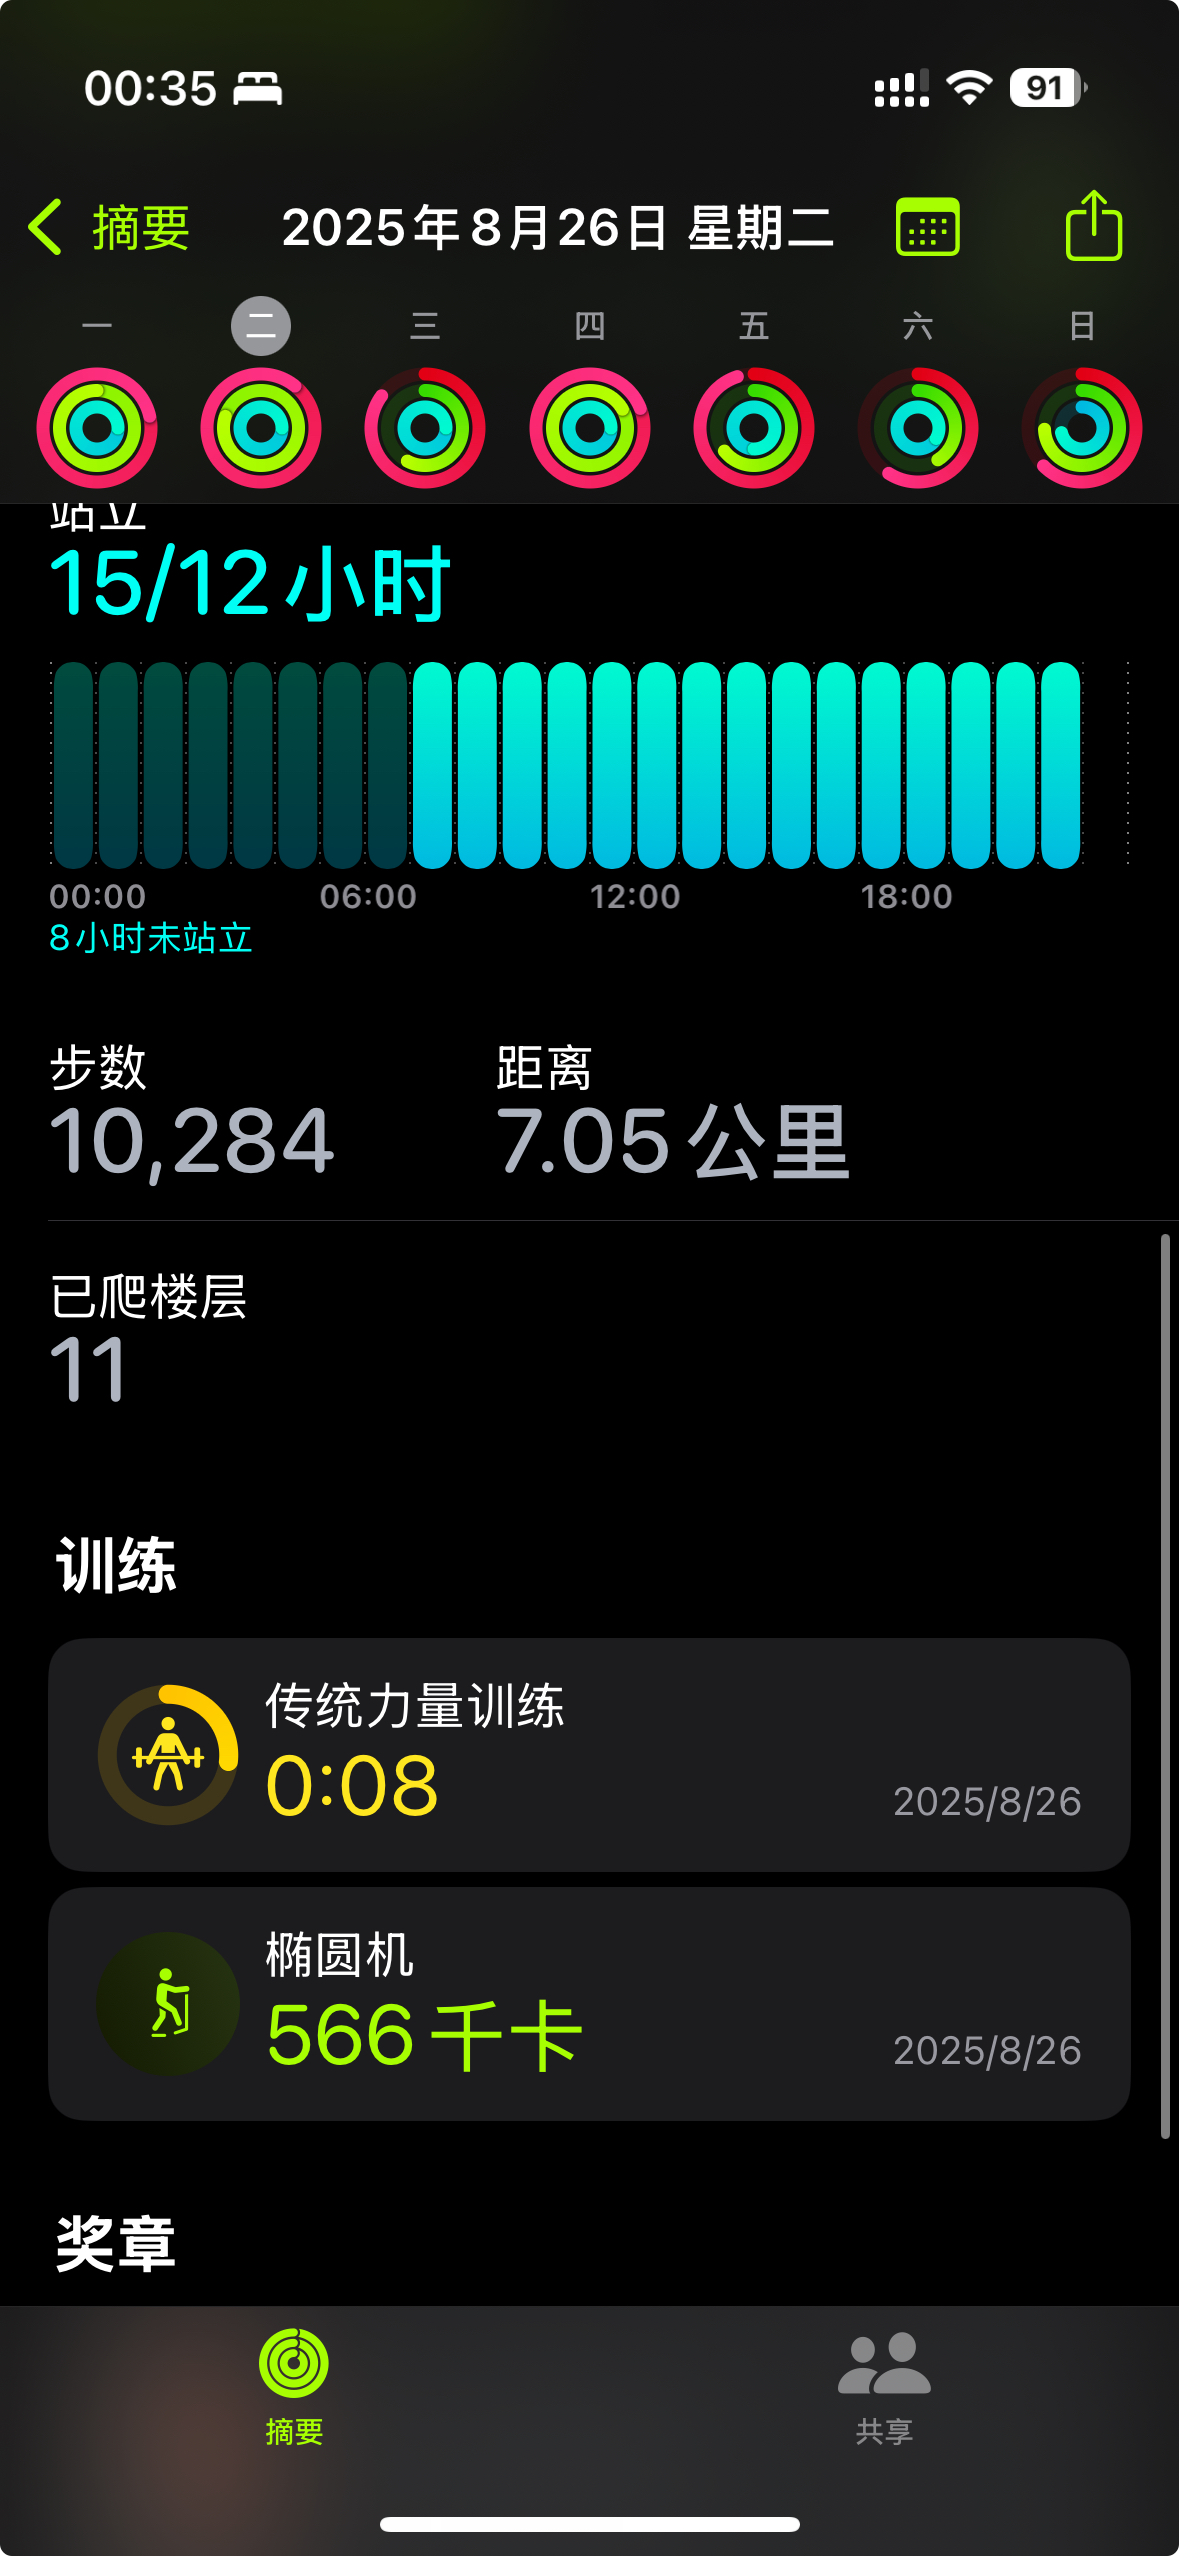 00:35
91
摘要
2025年8月26日 星期二
一 二 三 四 五 六 日
站立
15/12小时
00:00 06:00 12:00 18:00
8小时未站立
步数 距离
10,284 7.05公里
已爬楼层
11
训练
传统力量训练
0:08
2025/8/26
椭圆机
566千卡
2025/8/26
奖章
摘要 共享